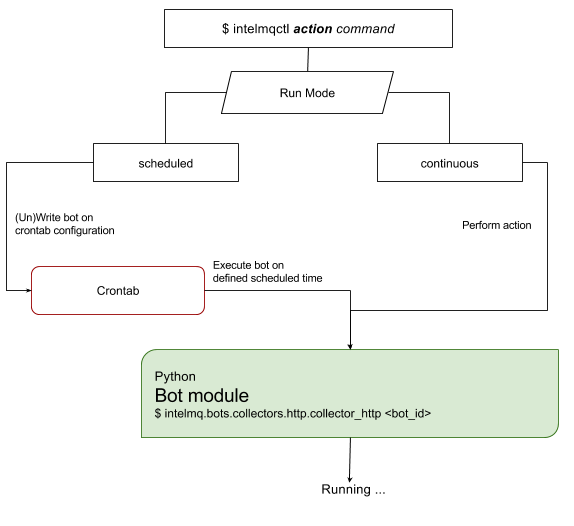 $ intelmqctl action command
Run Mode
scheduled
continuous
(Un)Write bot on
crontab configuration
Perform action
Execute bot on
defined scheduled time
Crontab
Python
Bot module
$ intelmq.bots.collectors.http.collector_http <bot_id>
Running ...